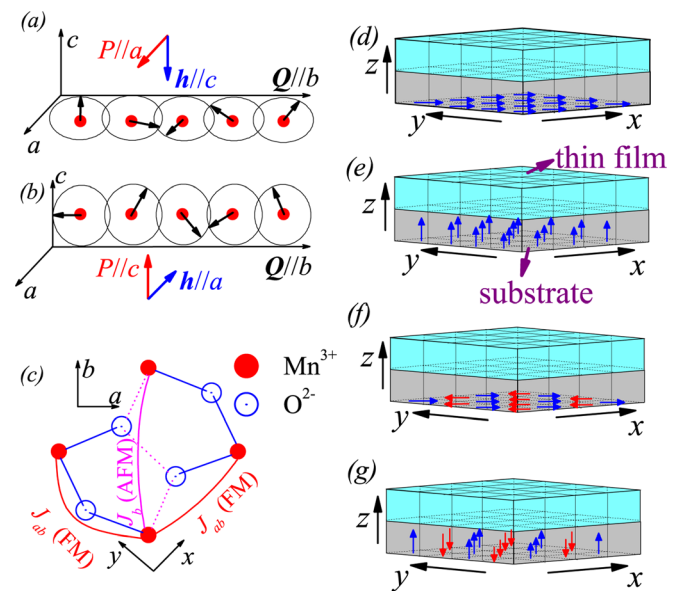 (a)
c
P//a
h//c
Q//b
a
(b)
c
a
P//c
h//a
Q//b
(c)
b
a
Mn3+
O2-
Jb (AFM)
Jab (FM)
Jab (FM)
y
x
(d)
z
y
x
(e)
thin film
z
y
x
substrate
(f)
z
y
x
(g)
z
y
x